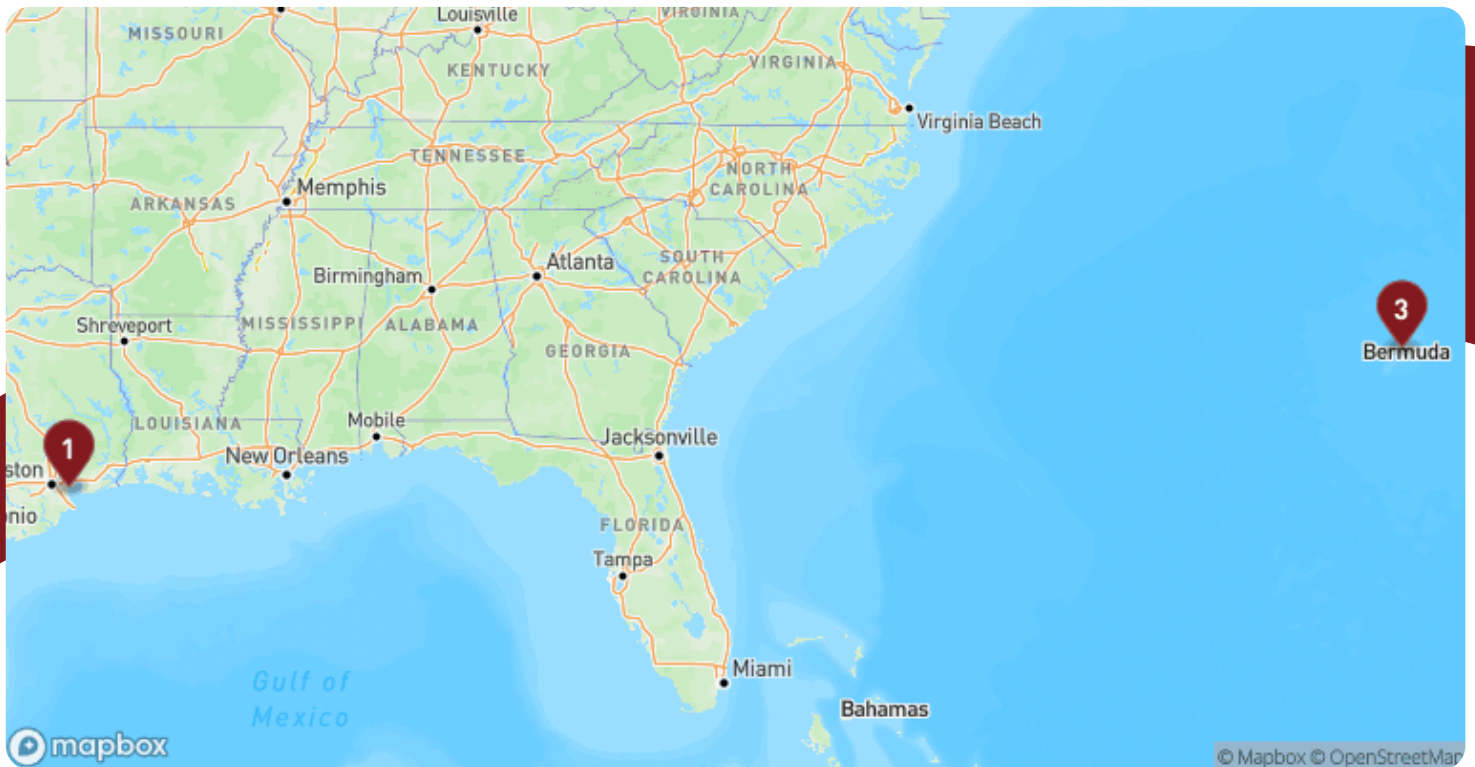 Louisville
VIRGINIA
MISSOURI
KENTUCKY
VIRGINIA
Virginia Beach
TENNESSEE
NORTH
CAROLINA
Memphis
ARKANSAS
Atlanta
SOUTH
CAROLINA
Birmingham
3
Shreveport
MISSISSIPPI
ALABAMA
GEORGIA
Bermuda
LOUISIANA
Mobile
1
Jacksonville
New Orleans
ston
nio
FLORIDA
Tampa
Miami
Gulf of
Mexico
Bahamas
mapbox
© Mapbox © OpenStreetMap